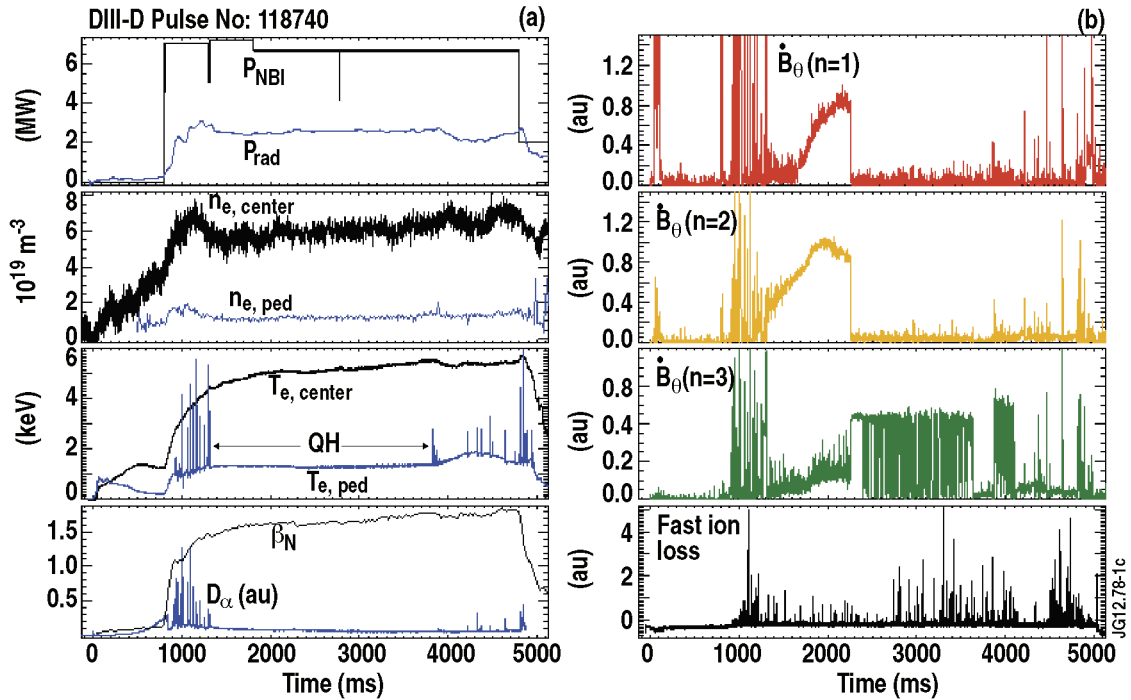 DIII-D Pulse No: 118740 (a)
6
4
2
0
(MW)
P_NBI
P_rad
8
6
4
2
0
10^19 m^-3
n_e, center
n_e, ped
6
4
2
0
(keV)
T_e, center
QH
T_e, ped
1.5
1.0
0.5
β_N
D_α (au)
0 1000 2000 3000 4000 5000
Time (ms)
(b)
1.2
0.8
0.4
0.0
(au)
Ḃ_θ (n=1)
1.2
0.8
0.4
0.0
(au)
Ḃ_θ (n=2)
0.8
0.4
0.2
0.0
(au)
Ḃ_θ (n=3)
4
2
0
(au)
Fast ion
loss
0 1000 2000 3000 4000 5000
Time (ms)
JG12.78-1c